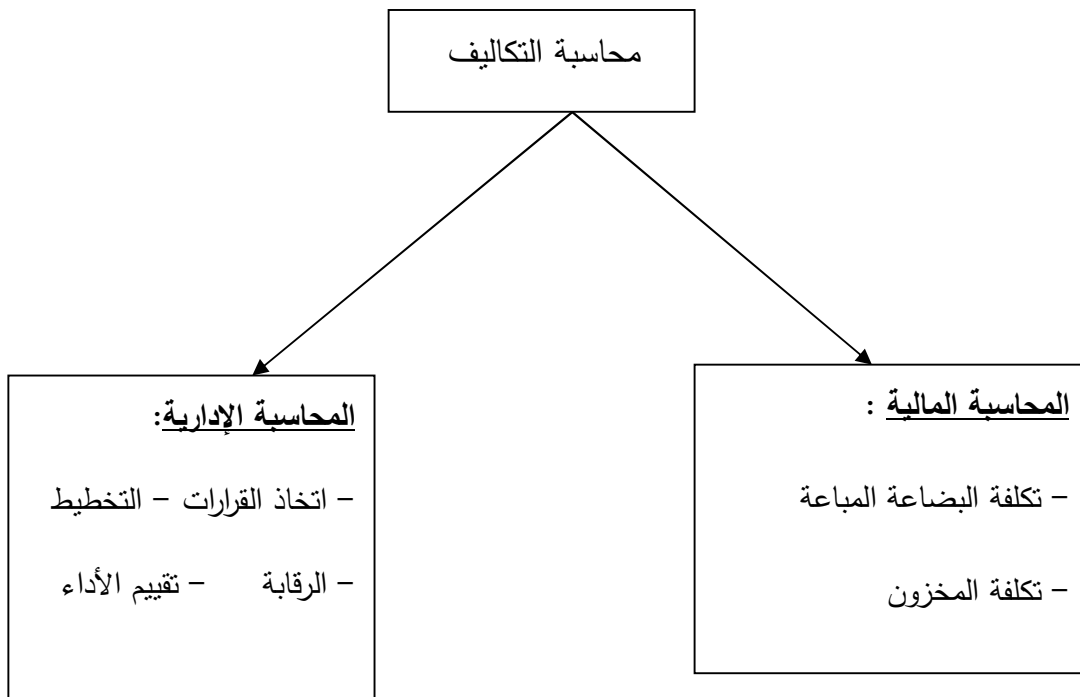 محاسبة التكاليف
المحاسبة المالية :
– تكلفة البضاعة المباعة
– تكلفة المخزون
المحاسبة الإدارية:
– اتخاذ القرارات – التخطيط
– الرقابة – تقييم الأداء